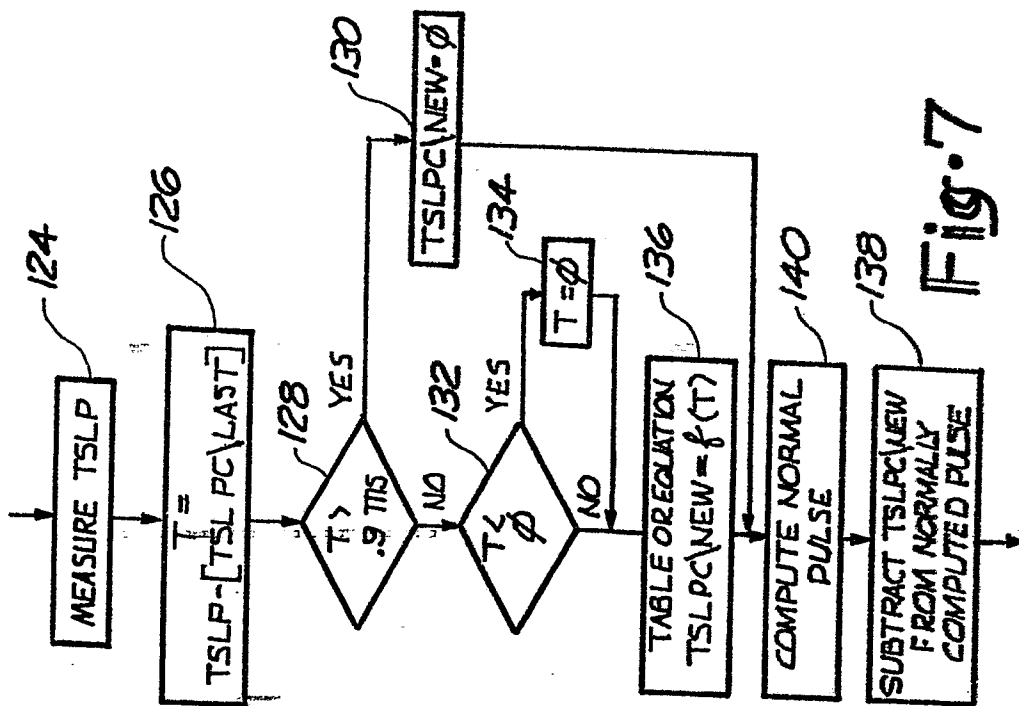 124
MEASURE TSLP
126
T=
TSLP-[TSLPC\LAST]
128
T>
.9 ms
YES
130
TSLPC\NEW=φ
NO
132
T<
φ
YES
134
T=φ
NO
136
TABLE OR EQUATION
TSLPC\NEW=f(T)
140
COMPUTE NORMAL
PULSE
138
SUBTRACT TSLPC\NEW
FROM NORMALLY
COMPUTED PULSE
Fig.7